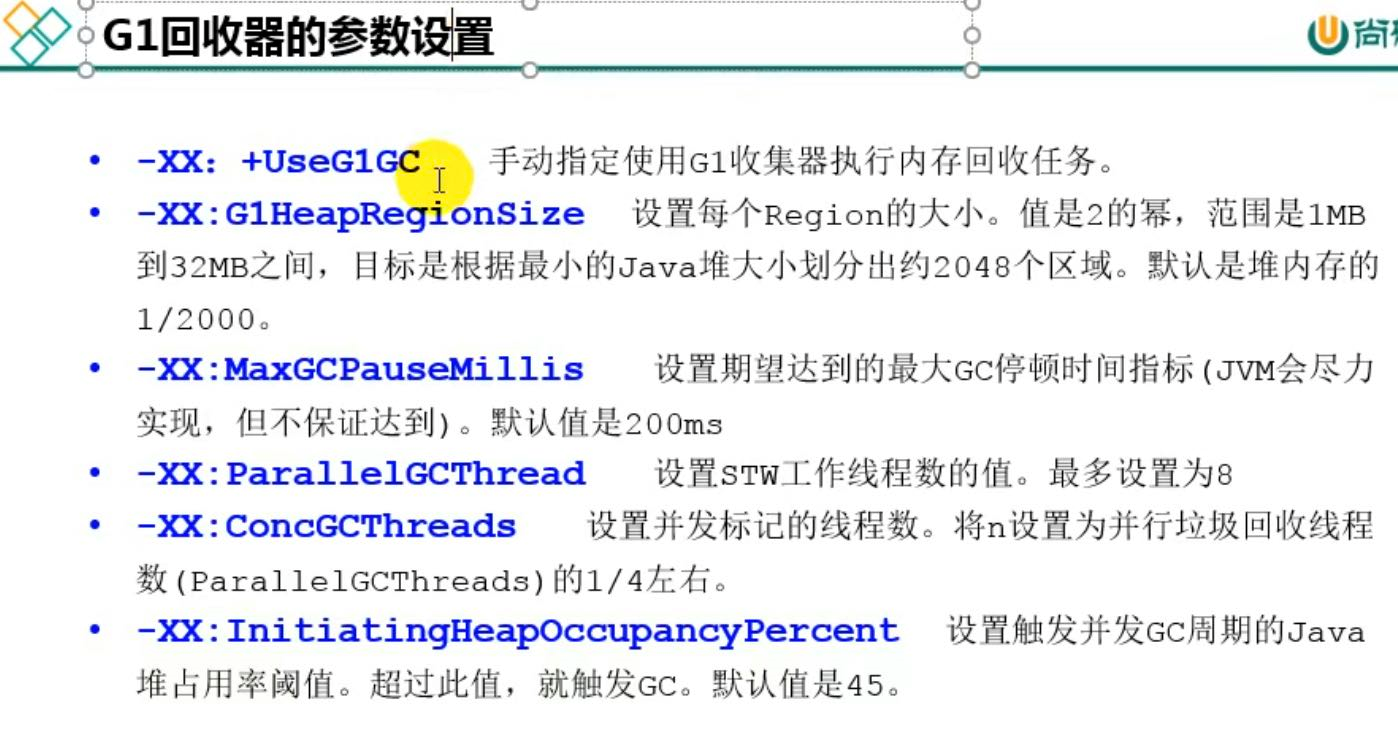 G1回收器的参数设置
尚
• -XX：+UseG1GC 手动指定使用G1收集器执行内存回收任务。
• -XX:G1HeapRegionSize 设置每个Region的大小。值是2的幂，范围是1MB
到32MB之间，目标是根据最小的Java堆大小划分出约2048个区域。默认是堆内存的
1/2000。
• -XX:MaxGCPauseMillis 设置期望达到的最大GC停顿时间指标(JVM会尽力
实现，但不保证达到)。默认值是200ms
• -XX:ParallelGCThread 设置STW工作线程数的值。最多设置为8
• -XX:ConcGCThreads 设置并发标记的线程数。将n设置为并行垃圾回收线程
数(ParallelGCThreads)的1/4左右。
• -XX:InitiatingHeapOccupancyPercent 设置触发并发GC周期的Java
堆占用率阈值。超过此值，就触发GC。默认值是45。